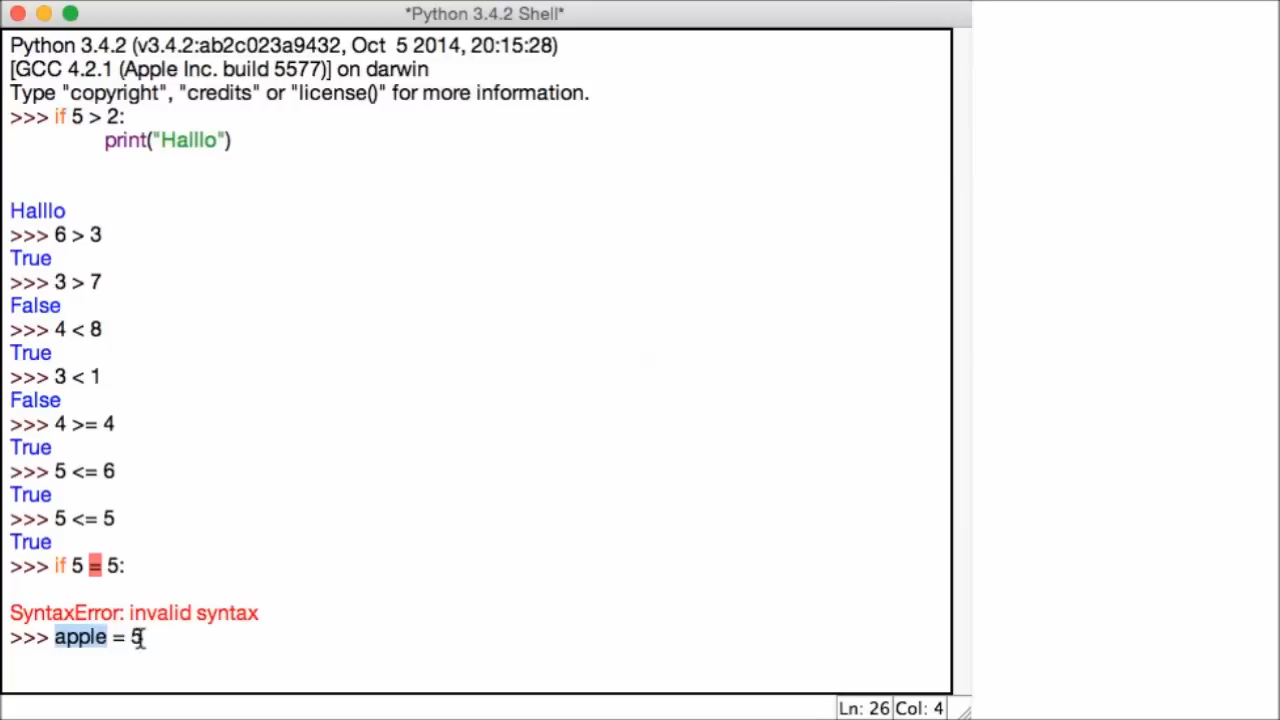 *Python 3.4.2 Shell*
Python 3.4.2 (v3.4.2:ab2c023a9432, Oct  5 2014, 20:15:28)
[GCC 4.2.1 (Apple Inc. build 5577)] on darwin
Type "copyright", "credits" or "license()" for more information.
>>> if 5 > 2:
print("Halllo")
Halllo
>>> 6 > 3
True
>>> 3 > 7
False
>>> 4 < 8
True
>>> 3 < 1
False
>>> 4 >= 4
True
>>> 5 <= 6
True
>>> 5 <= 5
True
>>> if 5 = 5:
SyntaxError: invalid syntax
>>> apple = 5
Ln: 26 Col: 4